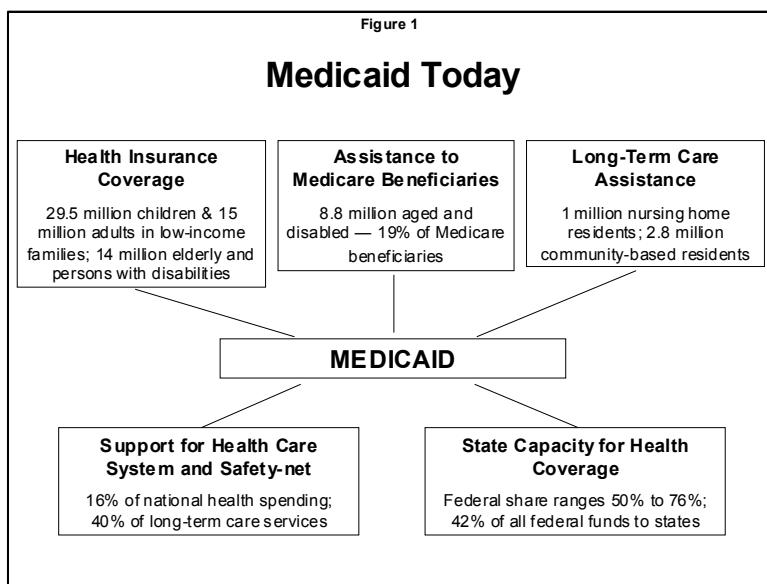 Figure 1
Medicaid Today
Health Insurance
Coverage
29.5 million children & 15
million adults in low-income
families; 14 million elderly and
persons with disabilities
Assistance to
Medicare Beneficiaries
8.8 million aged and
disabled — 19% of Medicare
beneficiaries
Long-Term Care
Assistance
1 million nursing home
residents; 2.8 million
community-based residents
MEDICAID
Support for Health Care
System and Safety-net
16% of national health spending;
40% of long-term care services
State Capacity for Health
Coverage
Federal share ranges 50% to 76%;
42% of all federal funds to states